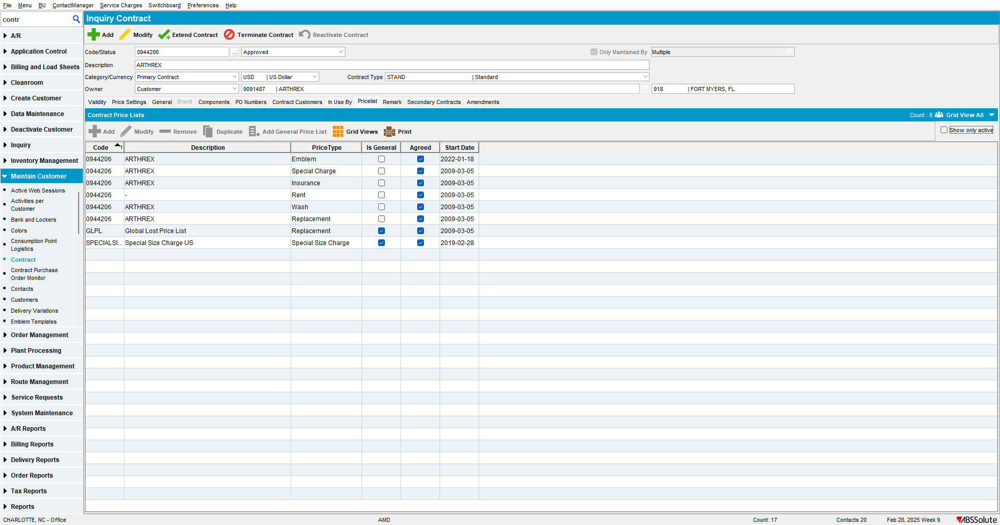 File Menu BU ContactManager Service Charges Switchboard Preferences Help
contr
A/R
Application Control
Billing and Load Sheets
Cleanroom
Create Customer
Data Maintenance
Deactivate Customer
Inquiry
Inventory Management
Maintain Customer
Active Web Sessions
Activities per
Customer
Bank and Lockers
Colors
Consumption Point
Logistics
Contract
Contract Purchase
Order Monitor
Contacts
Customers
Delivery Variations
Emblem Templates
Order Management
Plant Processing
Product Management
Route Management
Service Requests
System Maintenance
A/R Reports
Billing Reports
Delivery Reports
Order Reports
Tax Reports
Reports
Inquiry Contract
Add Modify Extend Contract Terminate Contract Reactivate Contract
Code/Status 0944206 ... Approved Only Maintained By Multiple ...
Description ARTHREX
Category/Currency Primary Contract USD | US Dollar Contract Type STAND | Standard
Owner Customer 9091487 | ARTHREX ... 918 | FORT MYERS, FL.
Validity Price Settings General Brand Components PO Numbers Contract Customers In Use By Pricelist Remark Secondary Contracts Amendments
Contract Price Lists Count : 8 Grid View All
Add Modify Remove Duplicate Add General Price List Grid Views Print Show only active
Code 1 Description PriceType Is General Agreed Start Date
0944206 ARTHREX Emblem 2022-01-18
0944206 ARTHREX Special Charge 2009-03-05
0944206 ARTHREX Insurance 2009-03-05
0944206 - Rent 2009-03-05
0944206 ARTHREX Wash 2009-03-05
0944206 ARTHREX Replacement 2009-03-05
GLPL Global Lost Price List Replacement 2009-03-05
SPECIALSI... Special Size Charge US Special Size Charge 2019-02-28
CHARLOTTE, NC - Office AMD Count: 17 Contacts 20 Feb 28, 2025 Week 9 ABSSolute